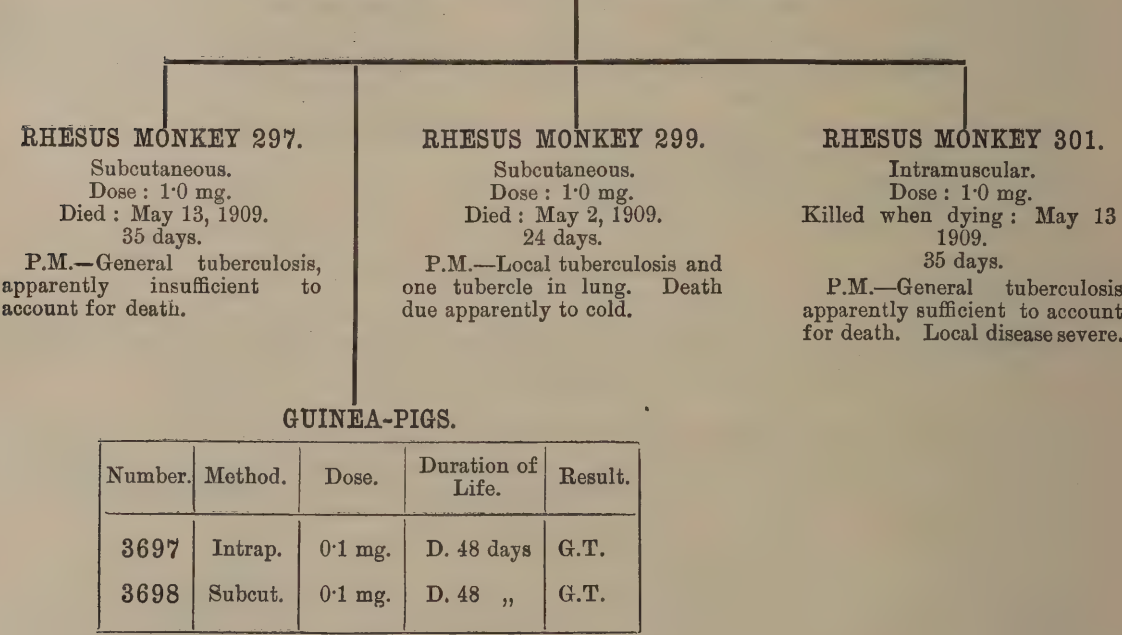 RHESUS MONKEY 297.
Subcutaneous.
Dose : 1·0 mg.
Died : May 13, 1909.
35 days.
P.M.—General tuberculosis,
apparently insufficient to
account for death.
RHESUS MONKEY 299.
Subcutaneous.
Dose : 1·0 mg.
Died : May 2, 1909.
24 days.
P.M.—Local tuberculosis and
one tubercle in lung. Death
due apparently to cold.
RHESUS MONKEY 301.
Intramuscular.
Dose : 1·0 mg.
Killed when dying : May 13
1909.
35 days.
P.M.—General tuberculosis
apparently sufficient to account
for death. Local disease severe.
GUINEA-PIGS.
Number. Method. Dose. Duration of Life. Result.
3697 Intrap. 0·1 mg. D. 48 days G.T.
3698 Subcut. 0·1 mg. D. 48 „ G.T.